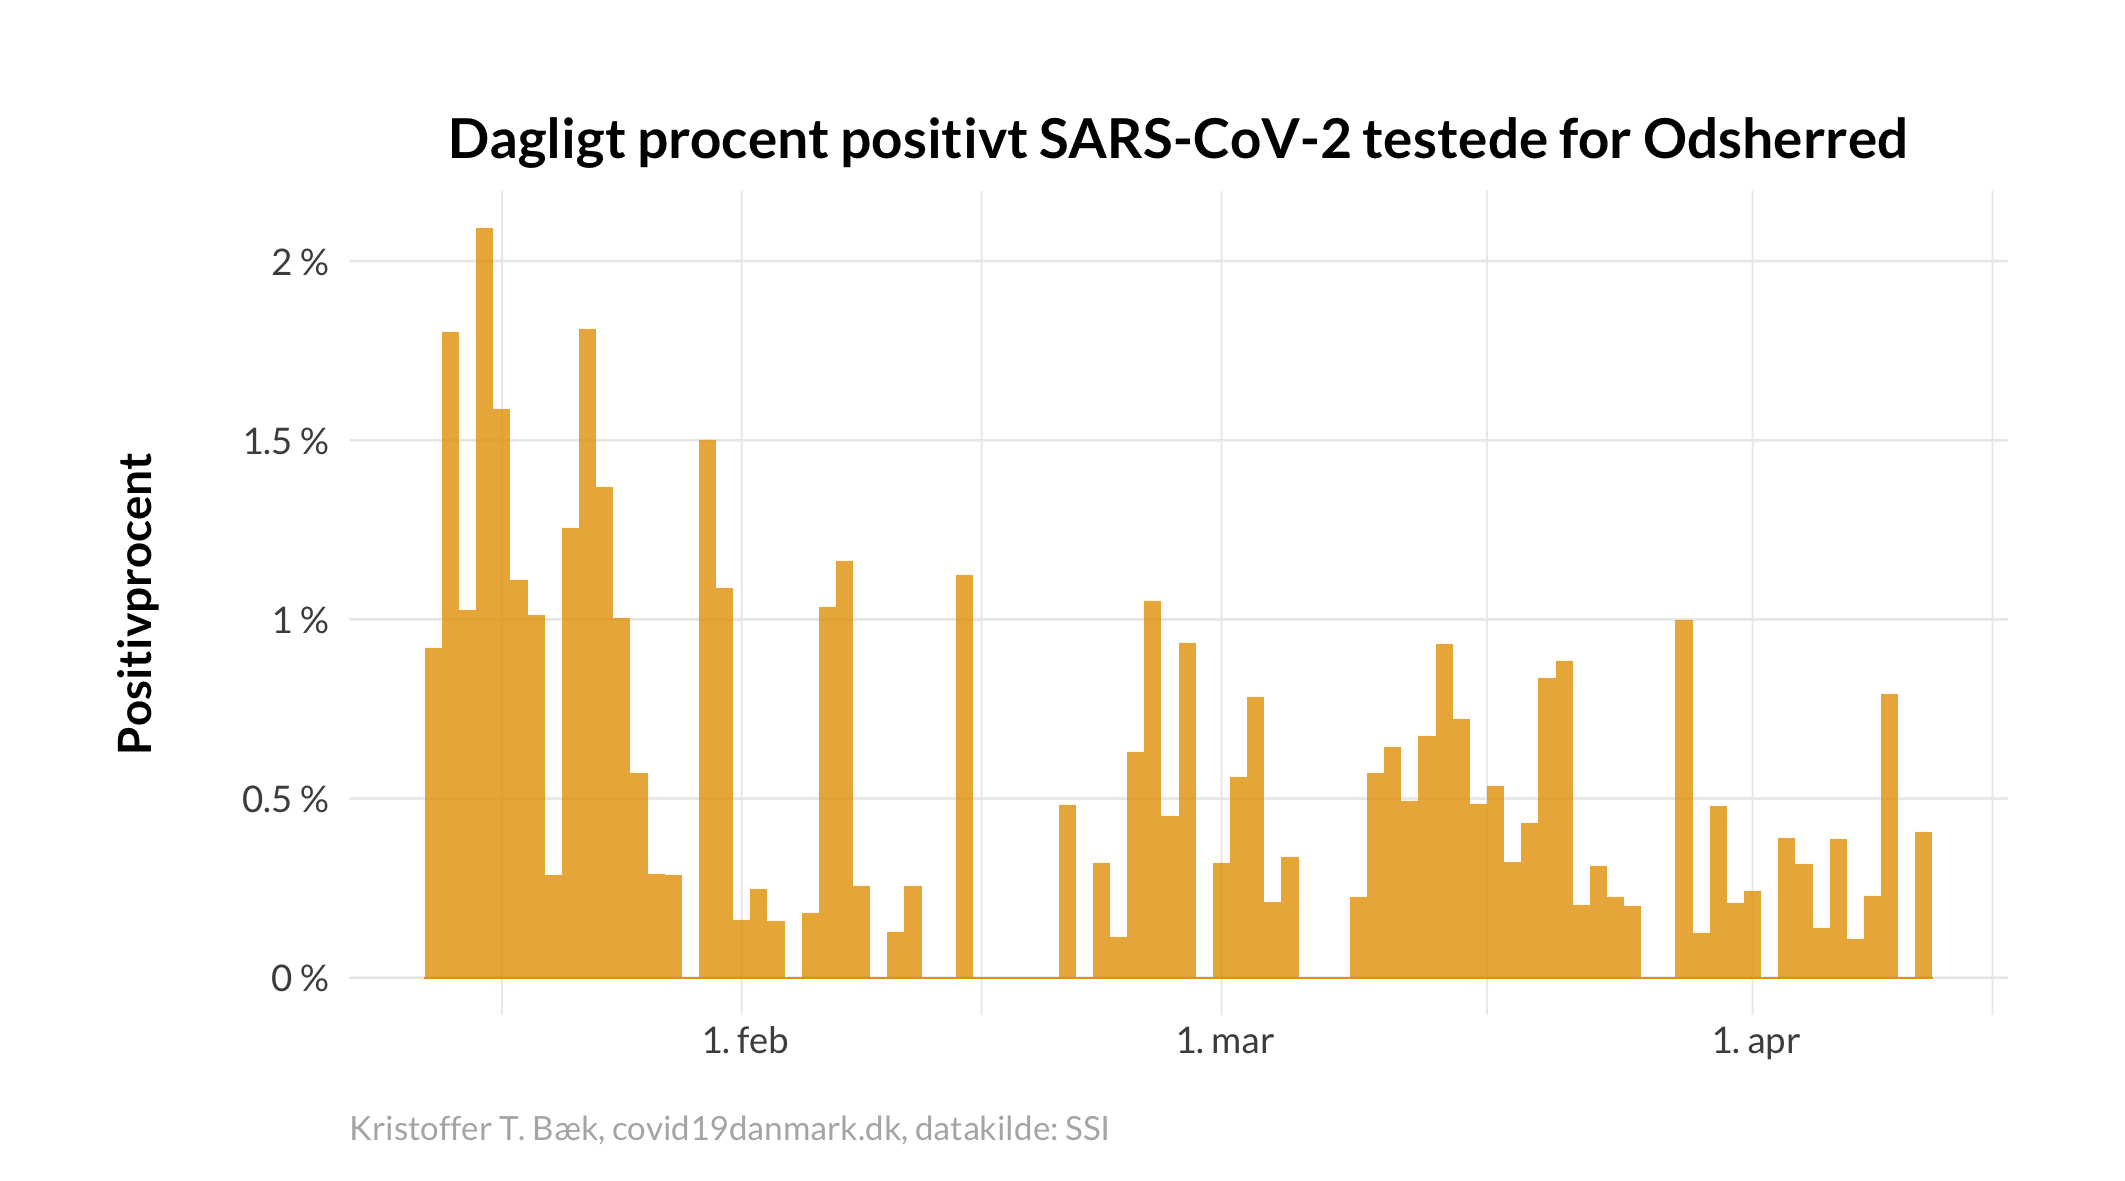 Dagligt procent positivt SARS-CoV-2 testede for Odsherred
Positivprocent
2 %
1.5 %
1 %
0.5 %
0 %
1. feb
1. mar
1. apr
Kristoffer T. Bæk, covid19danmark.dk, datakilde: SSI